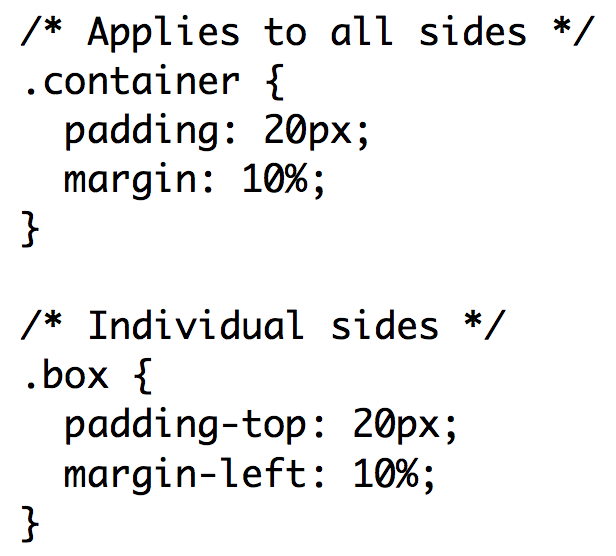 /* Applies to all sides */
.container {
  padding: 20px;
  margin: 10%;
}

/* Individual sides */
.box {
  padding-top: 20px;
  margin-left: 10%;
}